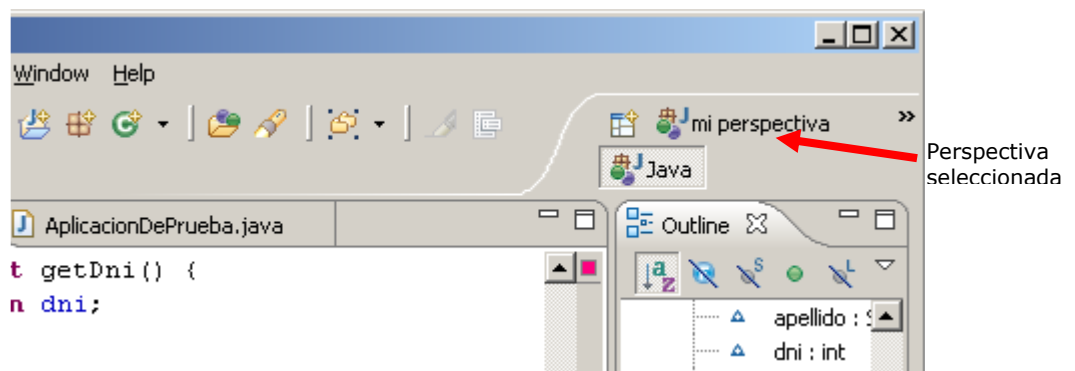 Window Help
mi perspectiva »
Java
Perspectiva
seleccionada
AplicacionDePrueba.java
Outline
t getDni() {
n dni;
apellido :
dni : int